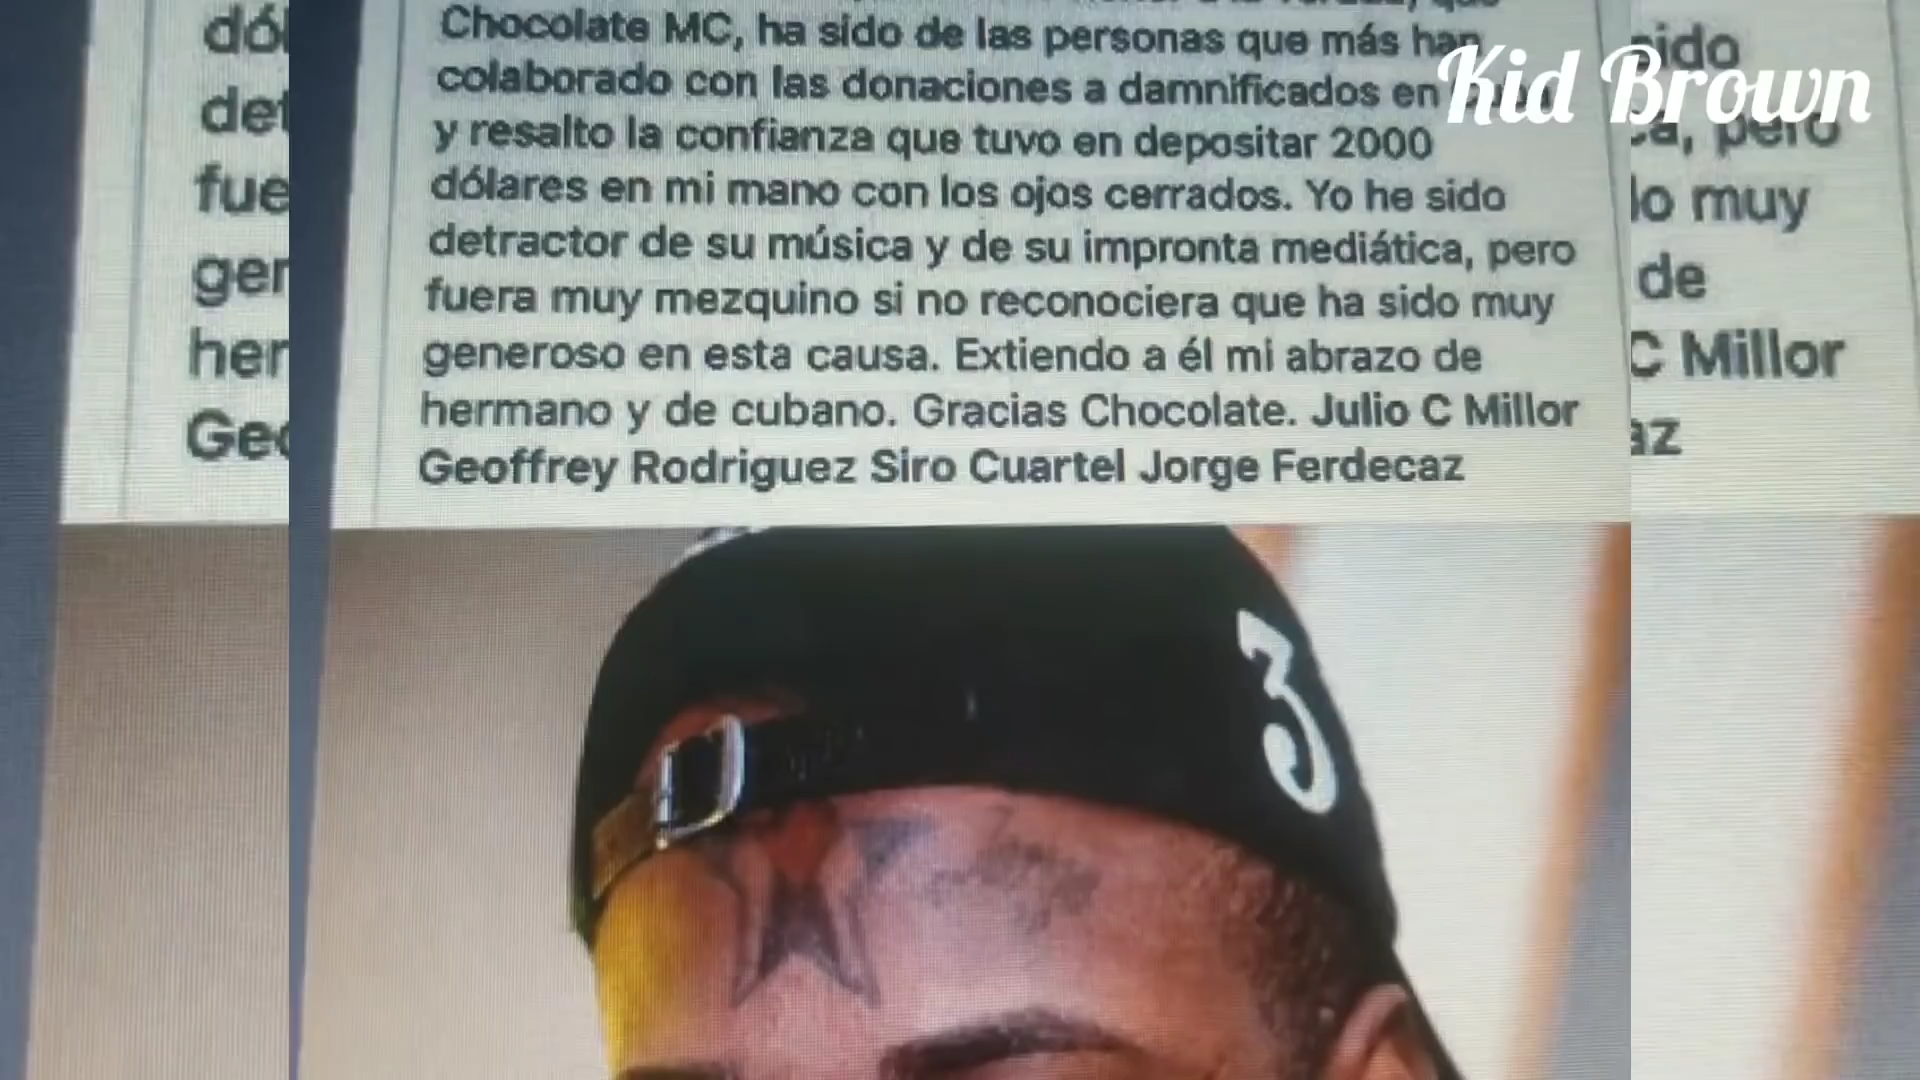 Chocolate MC, ha sido de las personas que más han
colaborado con las donaciones a damnificados en
y resalto la confianza que tuvo en depositar 2000
dólares en mi mano con los ojos cerrados. Yo he sido
detractor de su música y de su impronta mediática, pero
fuera muy mezquino si no reconociera que ha sido muy
generoso en esta causa. Extiendo a él mi abrazo de
hermano y de cubano. Gracias Chocolate. Julio C Millor
Geoffrey Rodriguez Siro Cuartel Jorge Ferdecaz
Kid Brown
3